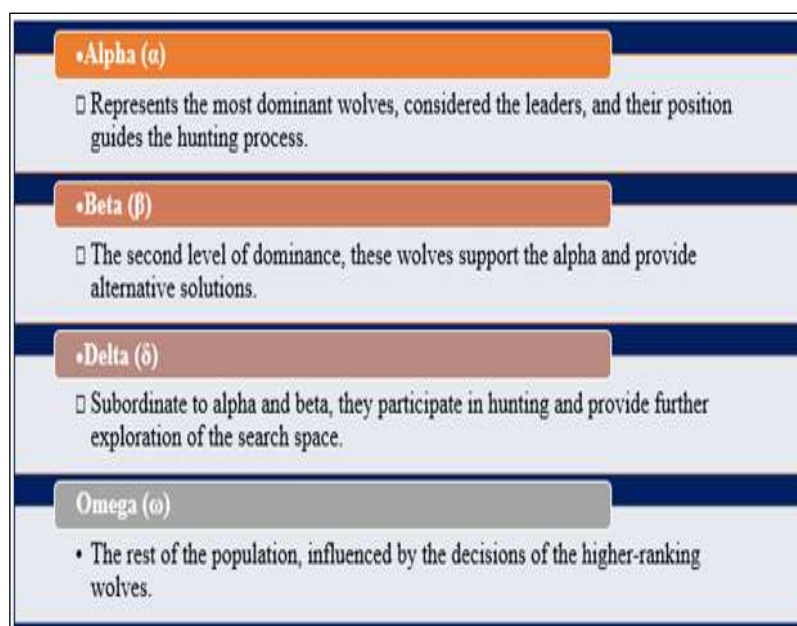 •Alpha (α)
▯ Represents the most dominant wolves, considered the leaders, and their position
guides the hunting process.
•Beta (β)
▯ The second level of dominance, these wolves support the alpha and provide
alternative solutions.
•Delta (δ)
▯ Subordinate to alpha and beta, they participate in hunting and provide further
exploration of the search space.
Omega (ω)
• The rest of the population, influenced by the decisions of the higher-ranking
wolves.